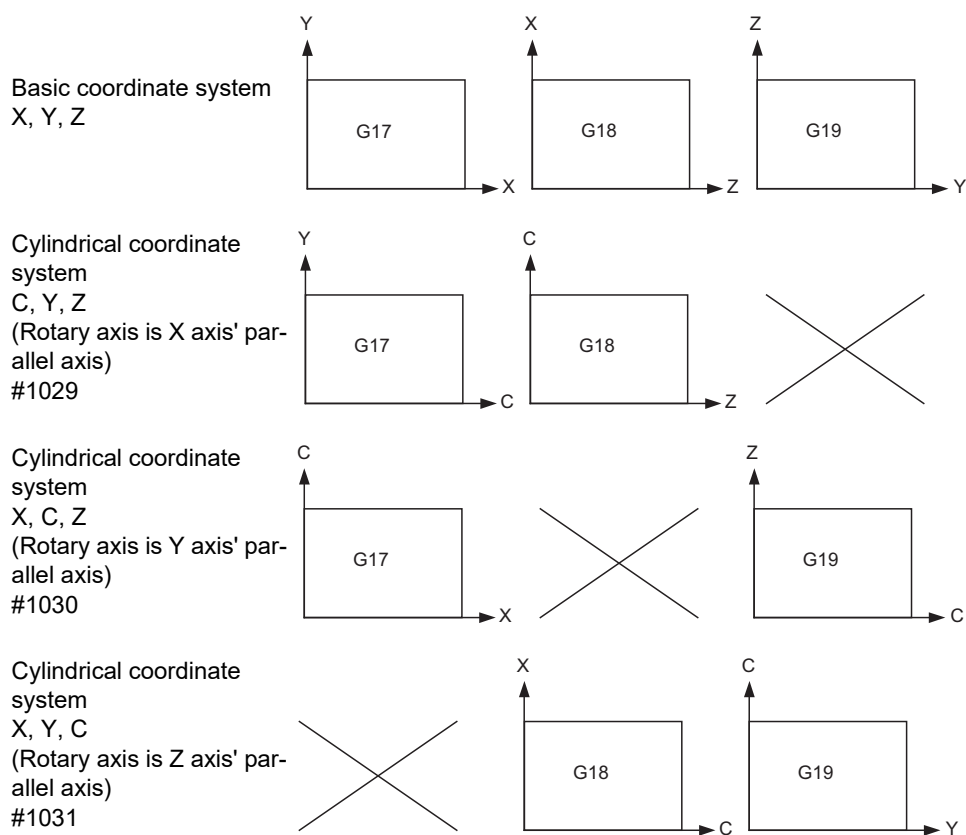 Basic coordinate system
X, Y, Z
Y
G17
X
X
G18
Z
Z
G19
Y
Cylindrical coordinate
system
C, Y, Z
(Rotary axis is X axis' par-
allel axis)
#1029
Y
G17
C
C
G18
Z
Cylindrical coordinate
system
X, C, Z
(Rotary axis is Y axis' par-
allel axis)
#1030
C
G17
X
Z
G19
C
Cylindrical coordinate
system
X, Y, C
(Rotary axis is Z axis' par-
allel axis)
#1031
X
G18
C
C
G19
Y